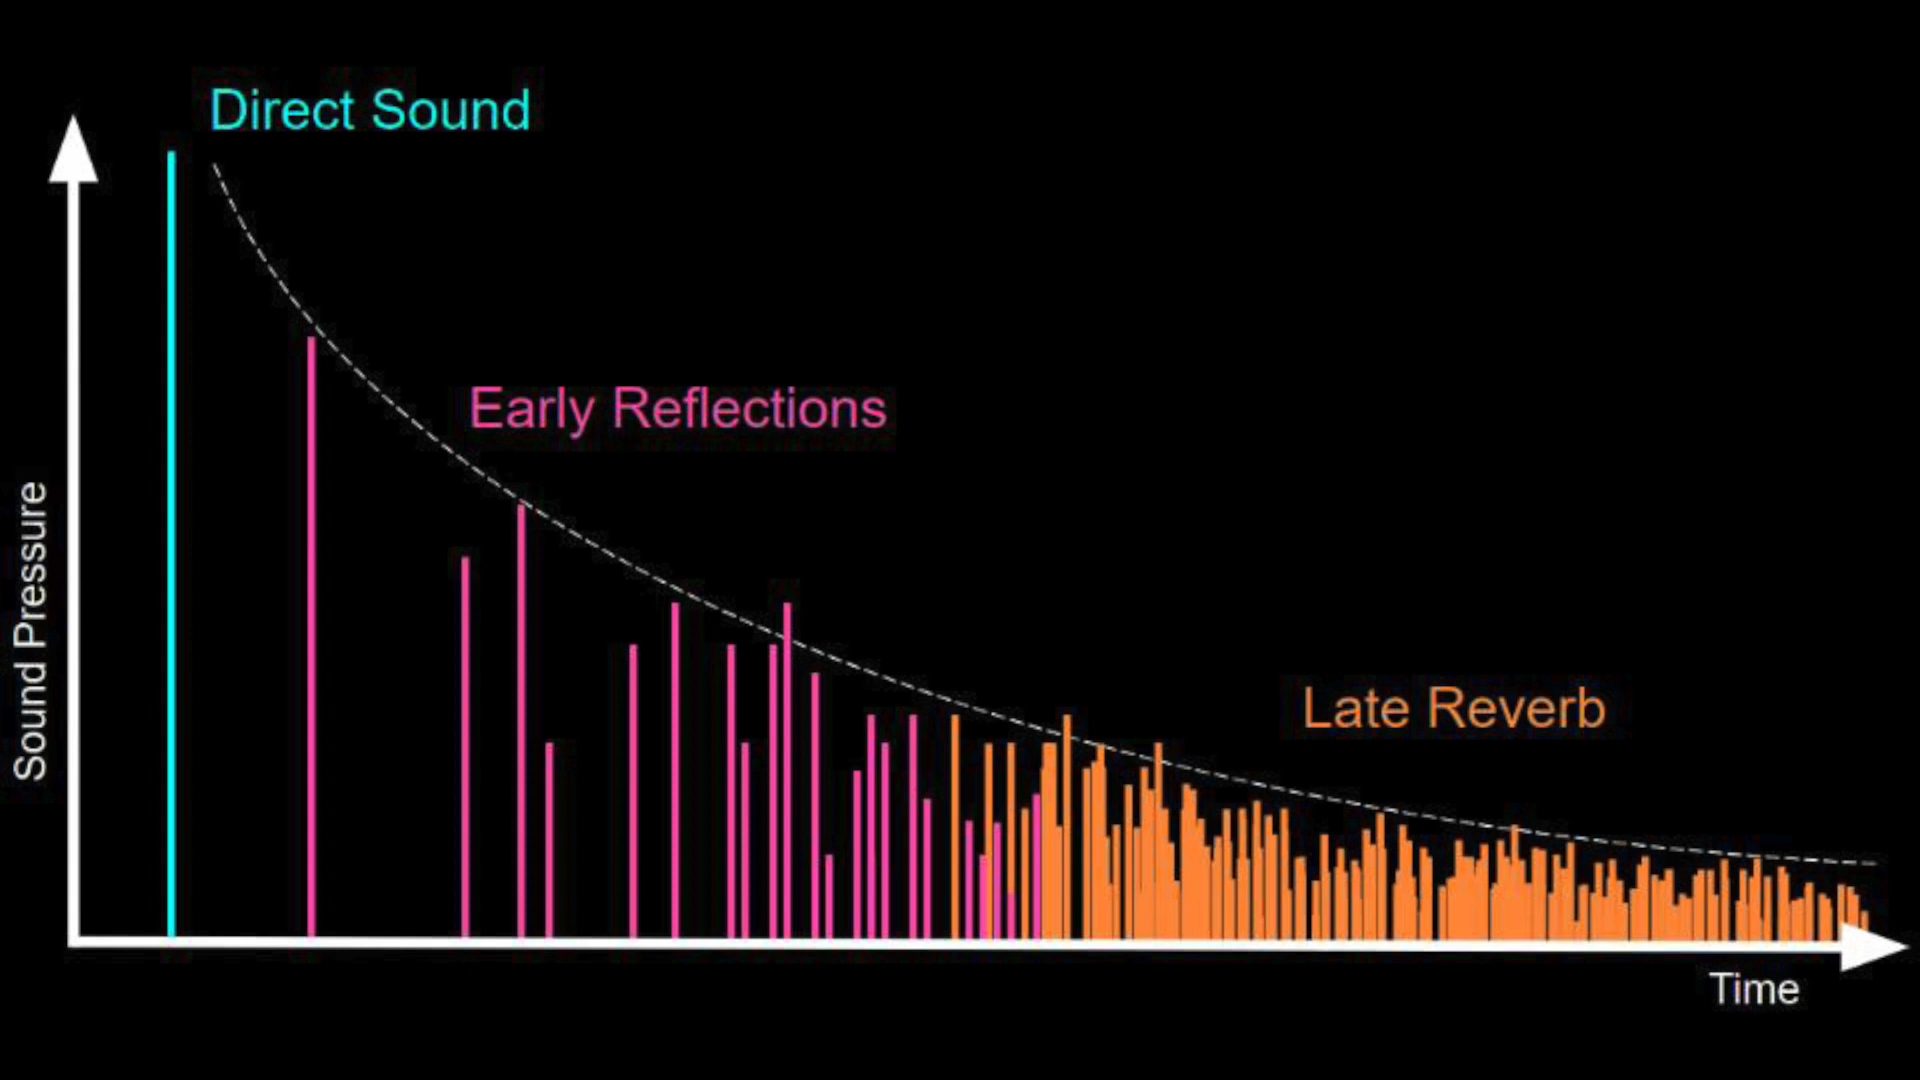 Direct Sound
Early Reflections
Sound Pressure
Late Reverb
Time